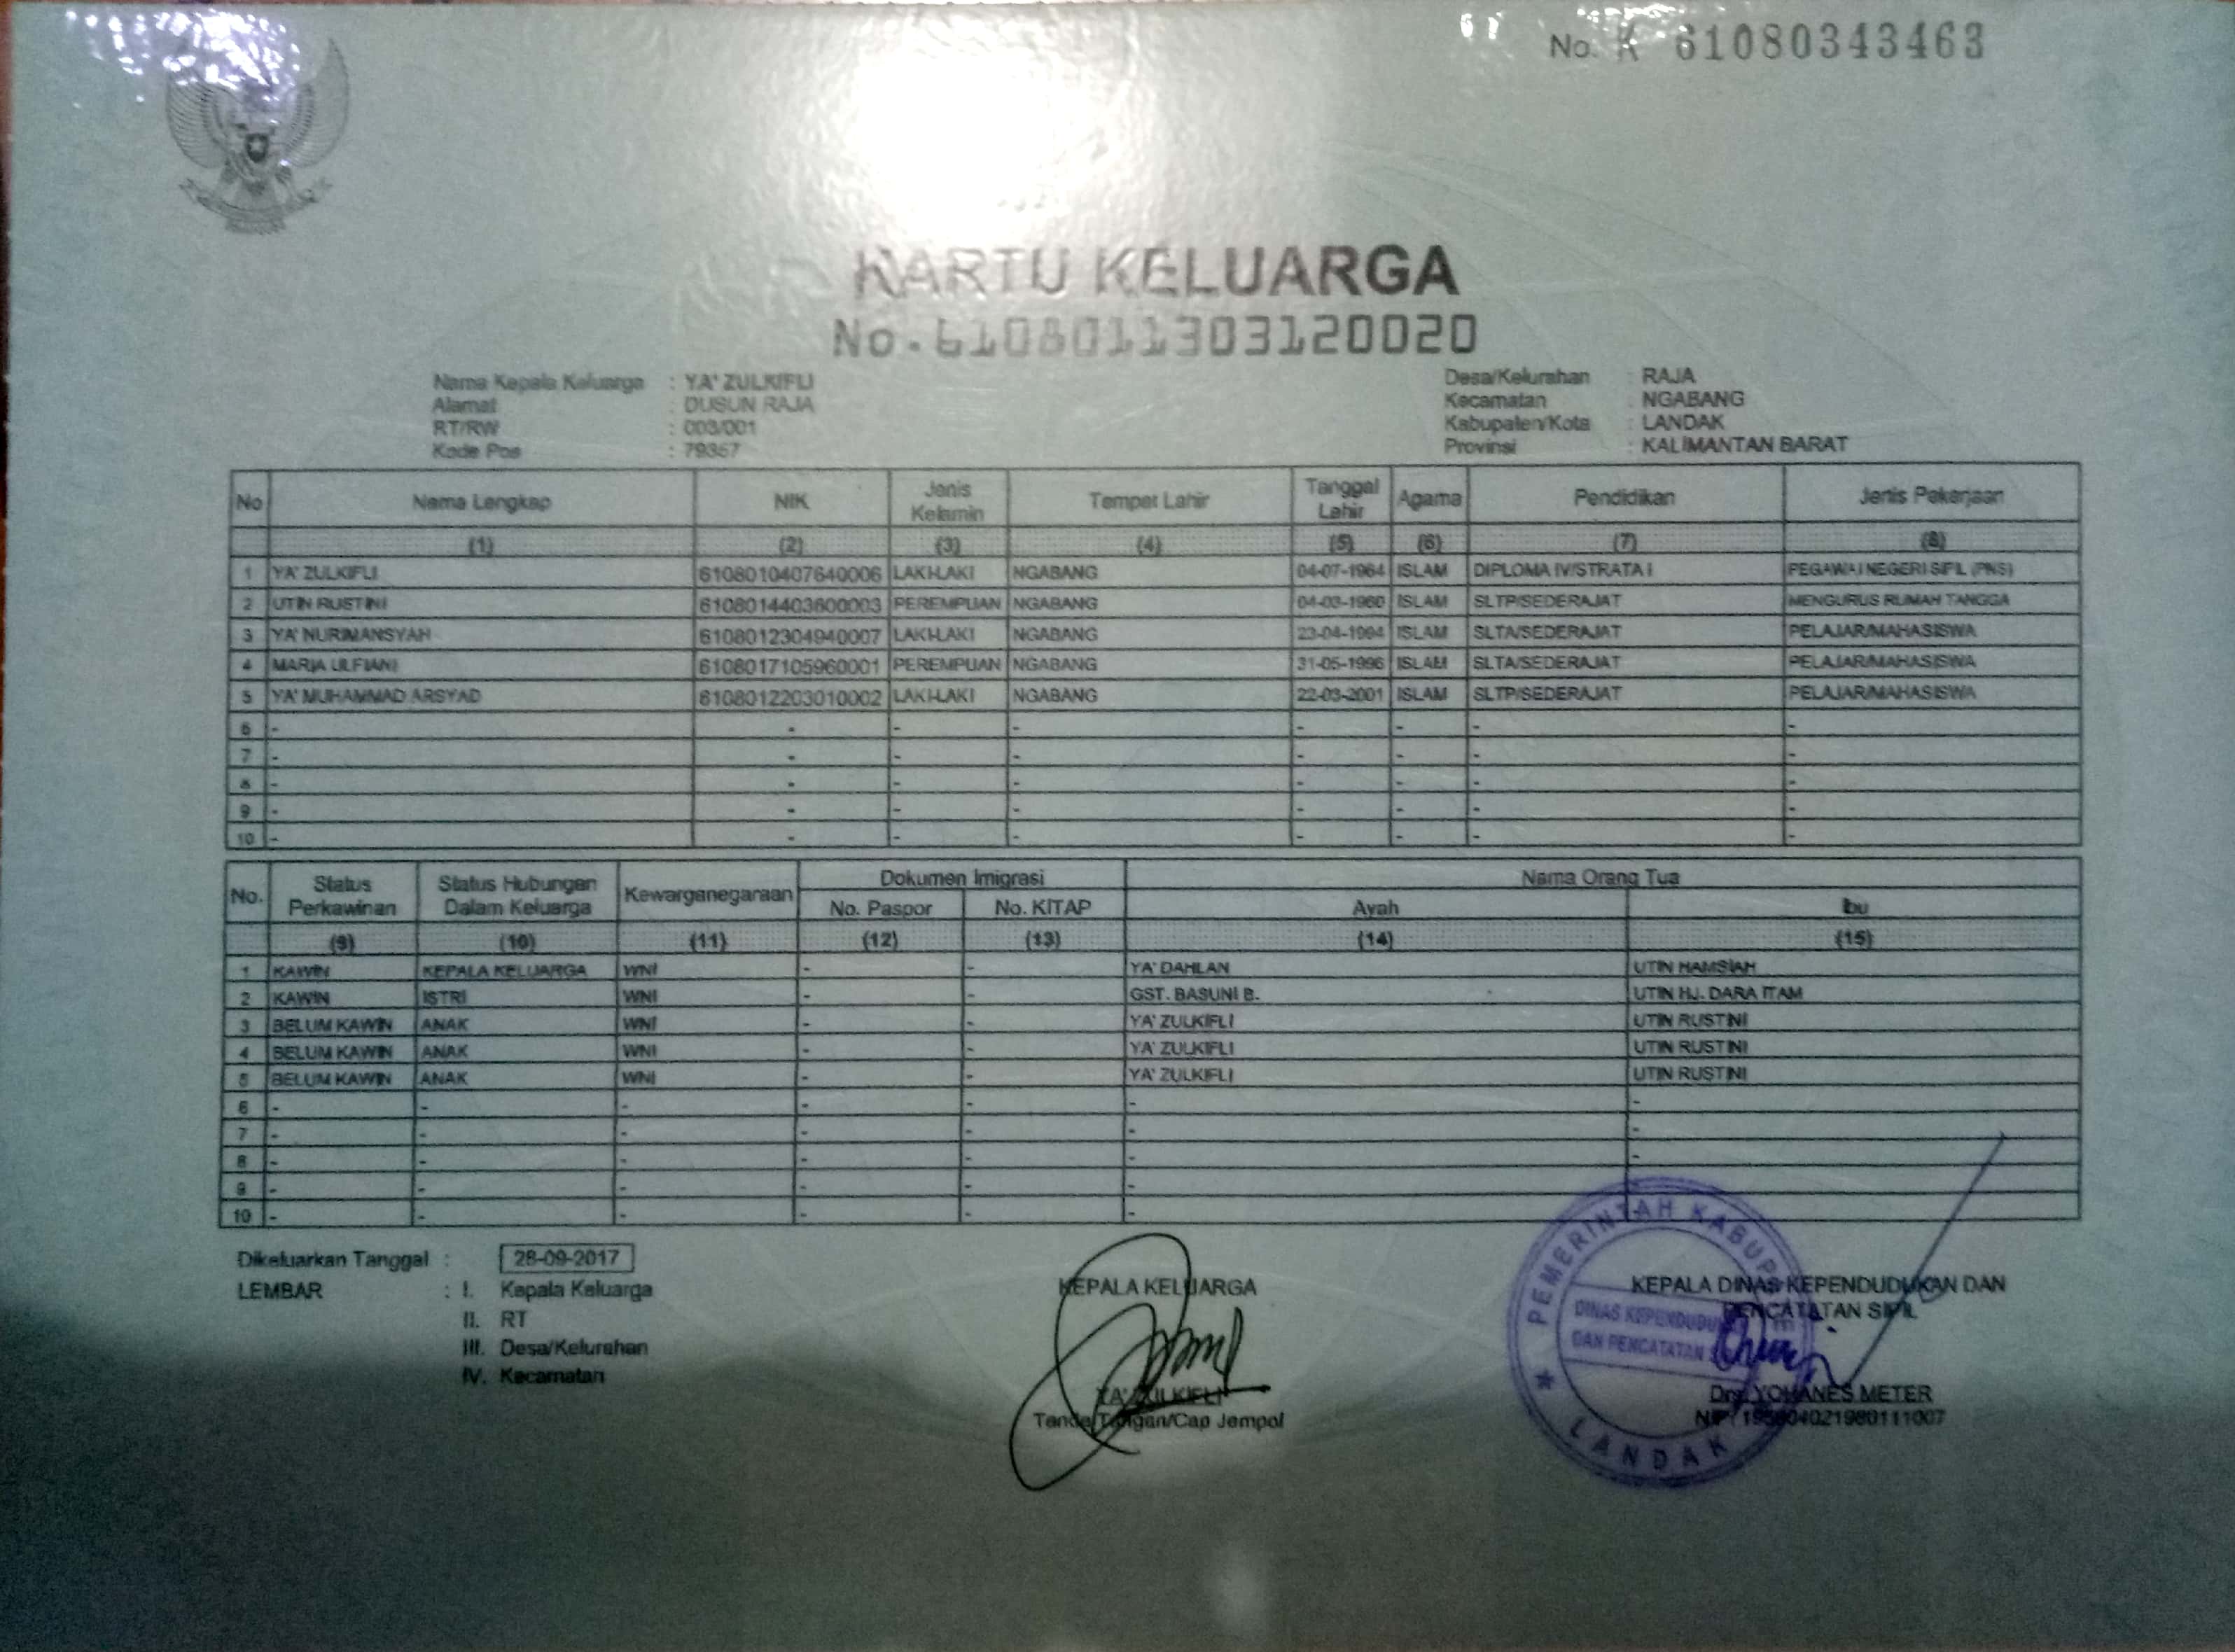 No. K 61080343463
KARTU KELUARGA
No. 6108011303120020
Nama Kepala Keluarga : YA' ZULKIFLI
Alamat : DUSUN RAJA
RT/RW : 003/001
Kode Pos : 79357
Desa/Kelurahan : RAJA
Kecamatan : NGABANG
Kabupaten/Kota : LANDAK
Provinsi : KALIMANTAN BARAT
No Nama Lengkap NIK Jenis Kelamin Tempat Lahir Tanggal Lahir Agama Pendidikan Jenis Pekerjaan
(1) (2) (3) (4) (5) (6) (7) (8)
1 YA' ZULKIFLI 6108010407640006 LAKI-LAKI NGABANG 04-07-1964 ISLAM DIPLOMA IV/STRATA I PEGAWAI NEGERI SIPIL (PNS)
2 UTIN RUSTINI 6108014403600003 PEREMPUAN NGABANG 04-03-1960 ISLAM SLTP/SEDERAJAT MENGURUS RUMAH TANGGA
3 YA' NURIMANSYAH 6108012304940007 LAKI-LAKI NGABANG 23-04-1994 ISLAM SLTA/SEDERAJAT PELAJAR/MAHASISWA
4 MARIA ULFIANI 6108017105960001 PEREMPUAN NGABANG 31-05-1996 ISLAM SLTA/SEDERAJAT PELAJAR/MAHASISWA
5 YA' MUHAMMAD ARSYAD 6108012203010002 LAKI-LAKI NGABANG 22-03-2001 ISLAM SLTP/SEDERAJAT PELAJAR/MAHASISWA
6 - - - - - - - -
7 - - - - - - - -
8 - - - - - - - -
9 - - - - - - - -
10 - - - - - - - -
No. Status Perkawinan Status Hubungan Dalam Keluarga Kewarganegaraan Dokumen Imigrasi Nama Orang Tua
No. Paspor No. KITAP Ayah Ibu
(9) (10) (11) (12) (13) (14) (15)
1 KAWIN KEPALA KELUARGA WNI - - YA' DAHLAN UTIN HAMSIAH
2 KAWIN ISTRI WNI - - GST. BASUNI B. UTIN HJ. DARA ITAM
3 BELUM KAWIN ANAK WNI - - YA' ZULKIFLI UTIN RUSTINI
4 BELUM KAWIN ANAK WNI - - YA' ZULKIFLI UTIN RUSTINI
5 BELUM KAWIN ANAK WNI - - YA' ZULKIFLI UTIN RUSTINI
6 - - - - - - -
7 - - - - - - -
8 - - - - - - -
9 - - - - - - -
10 - - - - - -
Dikeluarkan Tanggal : 28-09-2017
LEMBAR : I. Kepala Keluarga
II. RT
III. Desa/Kelurahan
IV. Kecamatan
KEPALA KELUARGA
YA' ZULKIFLI
Tanda Tangan/Cap Jempol
KEPALA DINAS KEPENDUDUKAN DAN
PENCATATAN SIPIL
Drs. YOHANES METER
NIP.
PEMERINTAH KABUP
DINAS KEPENDUDU
DAN PENCATATAN
LANDAK